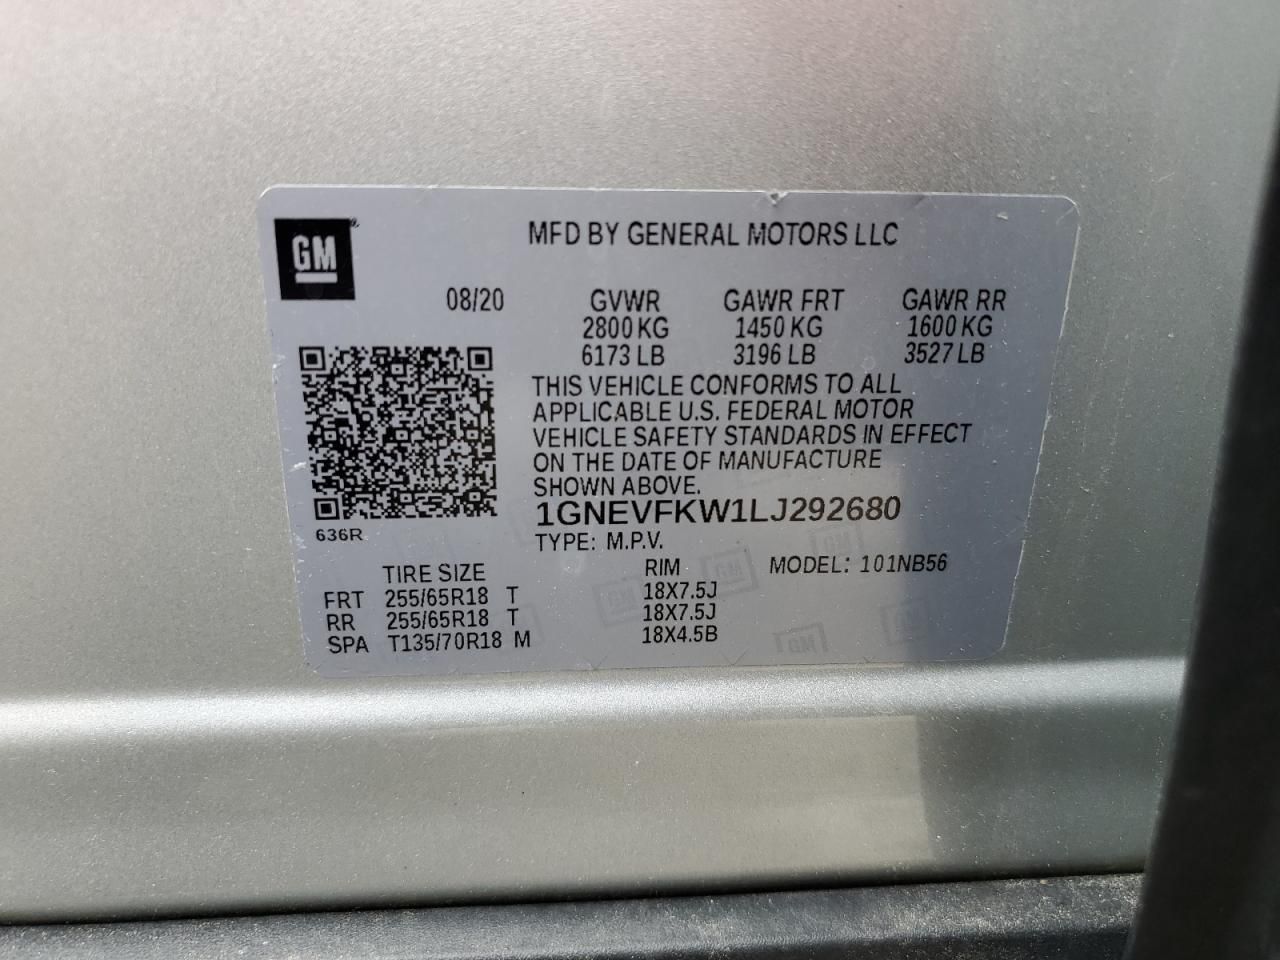 GM
MFD BY GENERAL MOTORS LLC
08/20 GVWR GAWR FRT GAWR RR
2800 KG 1450 KG 1600 KG
6173 LB 3196 LB 3527 LB
THIS VEHICLE CONFORMS TO ALL
APPLICABLE U.S. FEDERAL MOTOR
VEHICLE SAFETY STANDARDS IN EFFECT
ON THE DATE OF MANUFACTURE
SHOWN ABOVE.
1GNEVFKW1LJ292680
636R
TYPE: M.P.V.
TIRE SIZE RIM MODEL: 101NB56
FRT 255/65R18 T 18X7.5J
RR 255/65R18 T 18X7.5J
SPA T135/70R18 M 18X4.5B